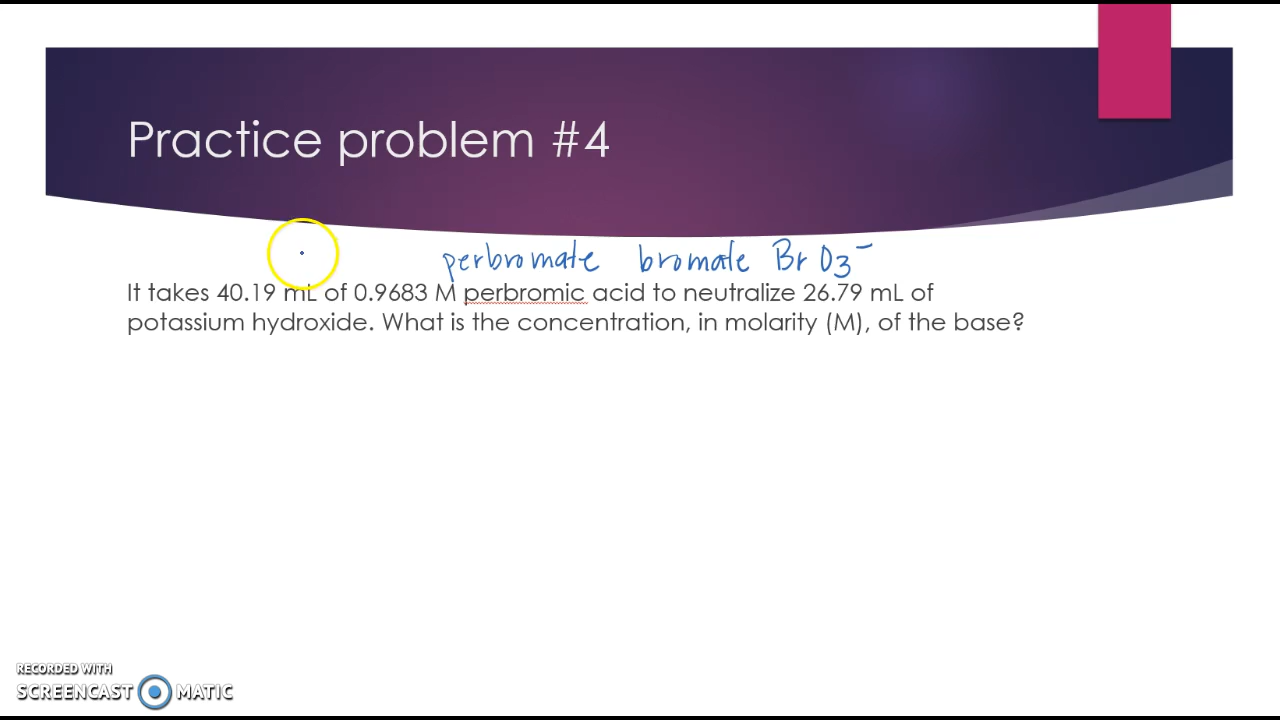 Practice problem #4
perbromate bromate BrO3⁻
It takes 40.19 mL of 0.9683 M perbromic acid to neutralize 26.79 mL of
potassium hydroxide. What is the concentration, in molarity (M), of the base?
RECORDED WITH
SCREENCAST MATIC